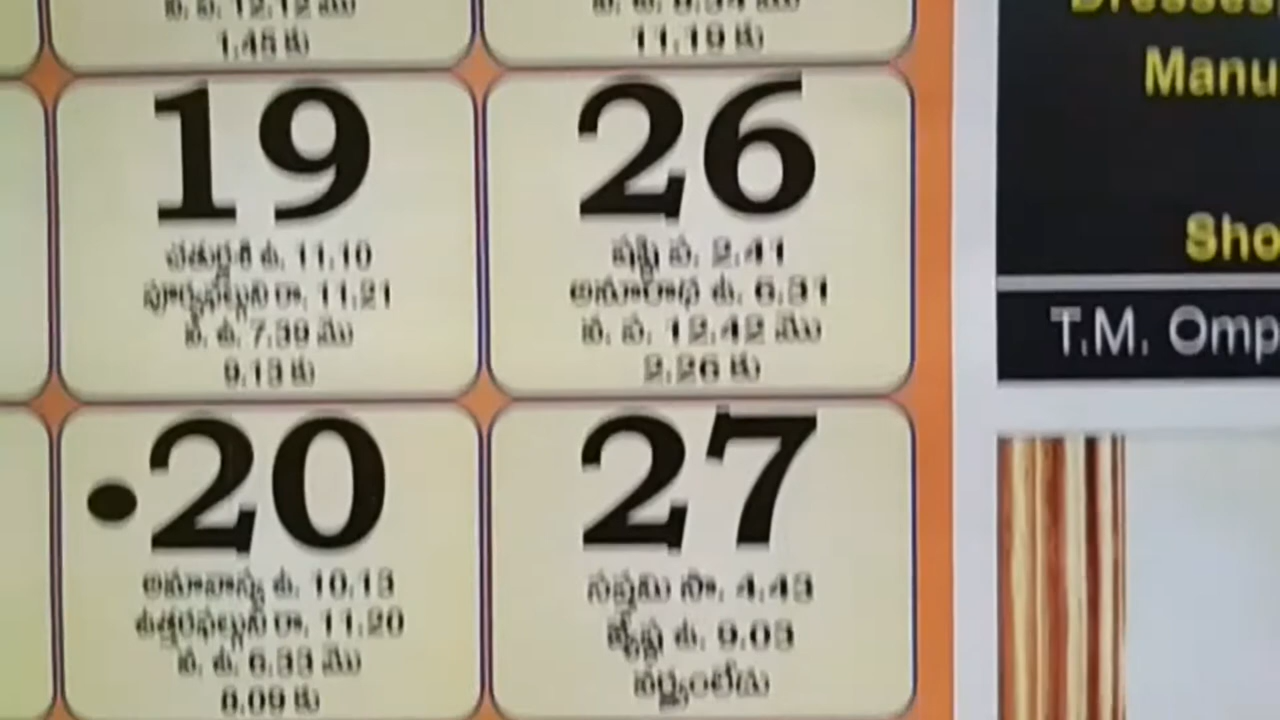 1.45 కు
11.19 కు
19
చతుర్దశి ఉ. 11.10
పూర్వఫల్గుని రా. 11.21
వ. ఉ. 7.39 ము
9.13 కు
26
షష్ఠి ప. 2.41
అనూరాధ ఉ. 6.31
వ. ప. 12.42 ము
2.26 కు
20
అమావాస్య ఉ. 10.13
ఉత్తరఫల్గుని రా. 11.20
వ. ఉ. 6.33 ము
8.09 కు
27
సప్తమి సా. 4.43
జ్యేష్ఠ ఉ. 9.03
వర్జ్యంలేదు
Manu
Sho
T.M. Omp